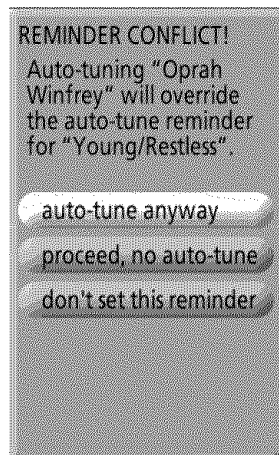 REMINDER CONFLICT!
Auto-tuning "Oprah
Winfrey" will override
the auto-tune reminder
for "Young/Restless".
auto-tune anyway
proceed, no auto-tune
don't set this reminder